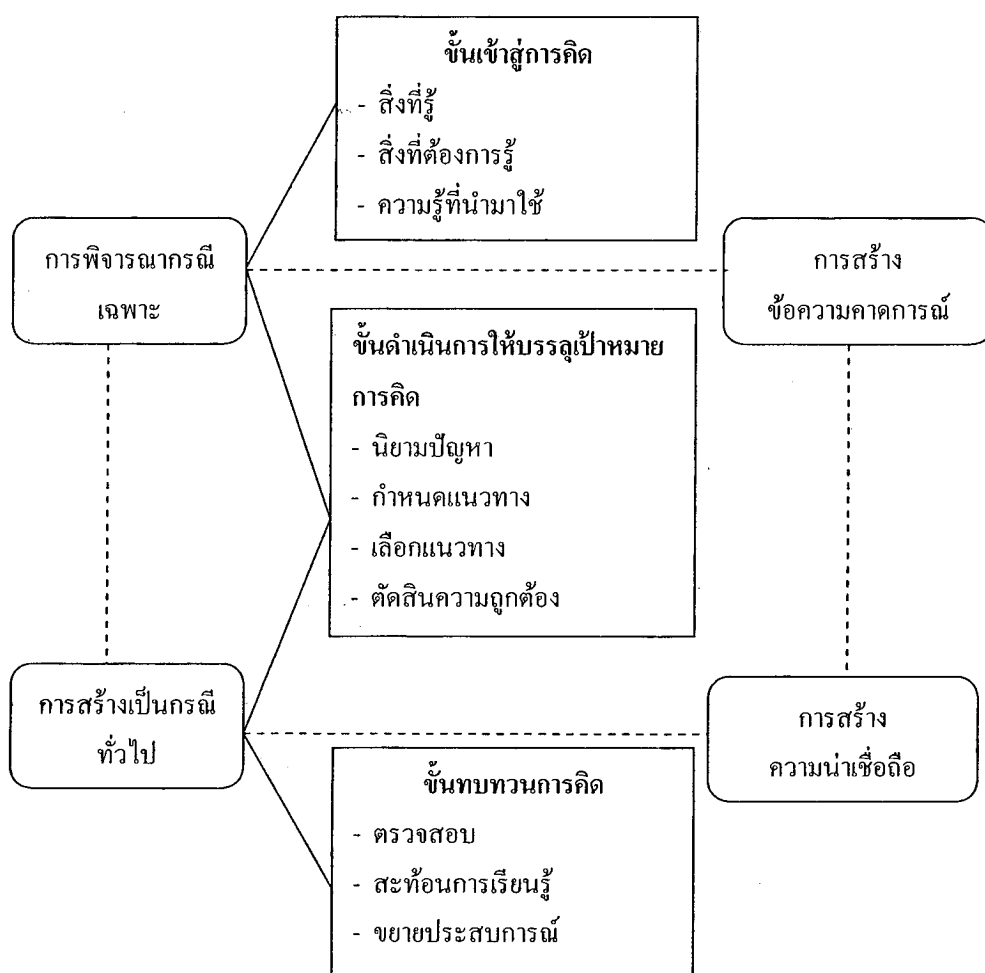 ขั้นเข้าสู่การคิด
- สิ่งที่รู้
- สิ่งที่ต้องการรู้
- ความรู้ที่นำมาใช้
การพิจารณากรณี
เฉพาะ
การสร้าง
ข้อความคาดการณ์
ขั้นดำเนินการให้บรรลุเป้าหมาย
การคิด
- นิยามปัญหา
- กำหนดแนวทาง
- เลือกแนวทาง
- ตัดสินความถูกต้อง
การสร้างเป็นกรณี
ทั่วไป
การสร้าง
ความน่าเชื่อถือ
ขั้นทบทวนการคิด
- ตรวจสอบ
- สะท้อนการเรียนรู้
- ขยายประสบการณ์